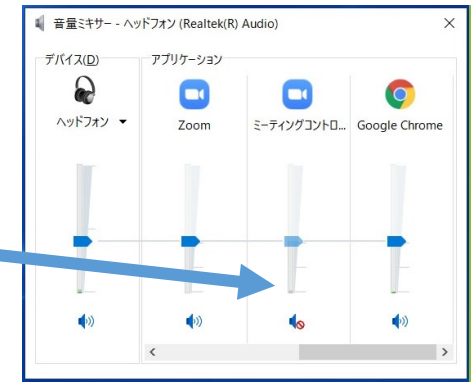 音量ミキサー - ヘッドフォン (Realtek(R) Audio)
デバイス(D)
アプリケーション
ヘッドフォン
Zoom
ミーティングコントロ...
Google Chrome